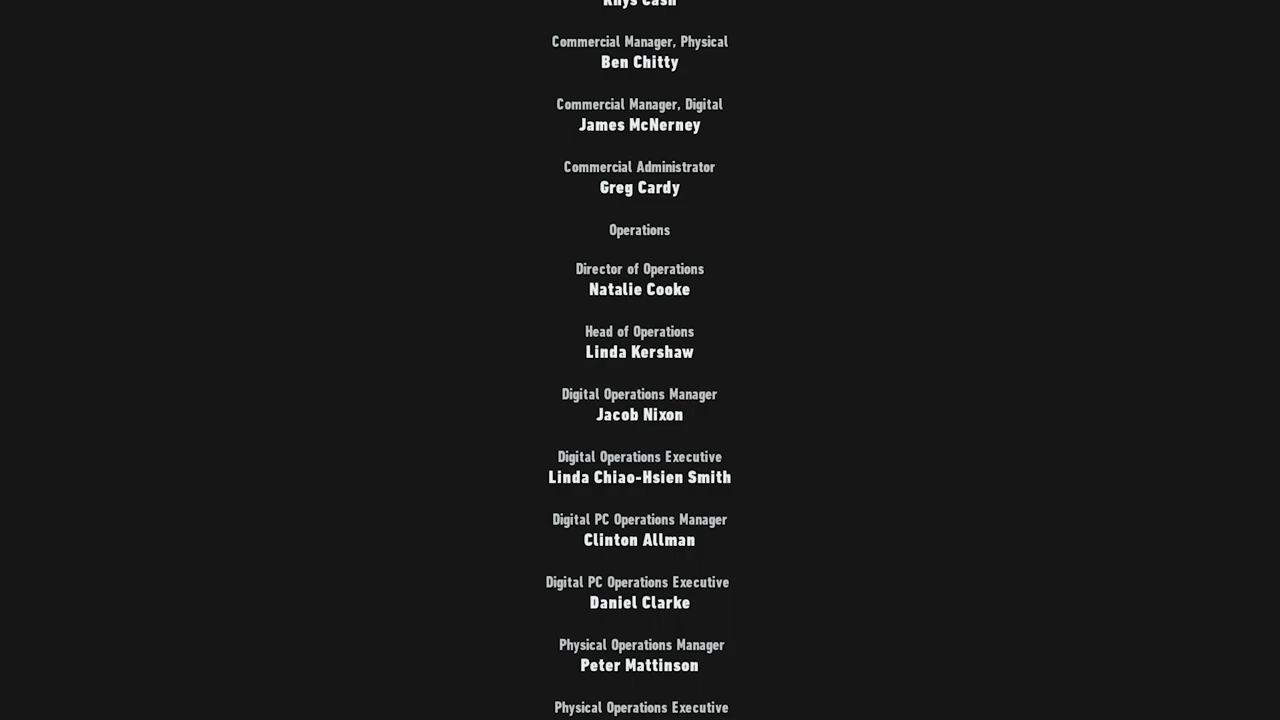 Rhys Cash
Commercial Manager, Physical
Ben Chitty
Commercial Manager, Digital
James McNerney
Commercial Administrator
Greg Cardy
Operations
Director of Operations
Natalie Cooke
Head of Operations
Linda Kershaw
Digital Operations Manager
Jacob Nixon
Digital Operations Executive
Linda Chiao-Hsien Smith
Digital PC Operations Manager
Clinton Allman
Digital PC Operations Executive
Daniel Clarke
Physical Operations Manager
Peter Mattinson
Physical Operations Executive